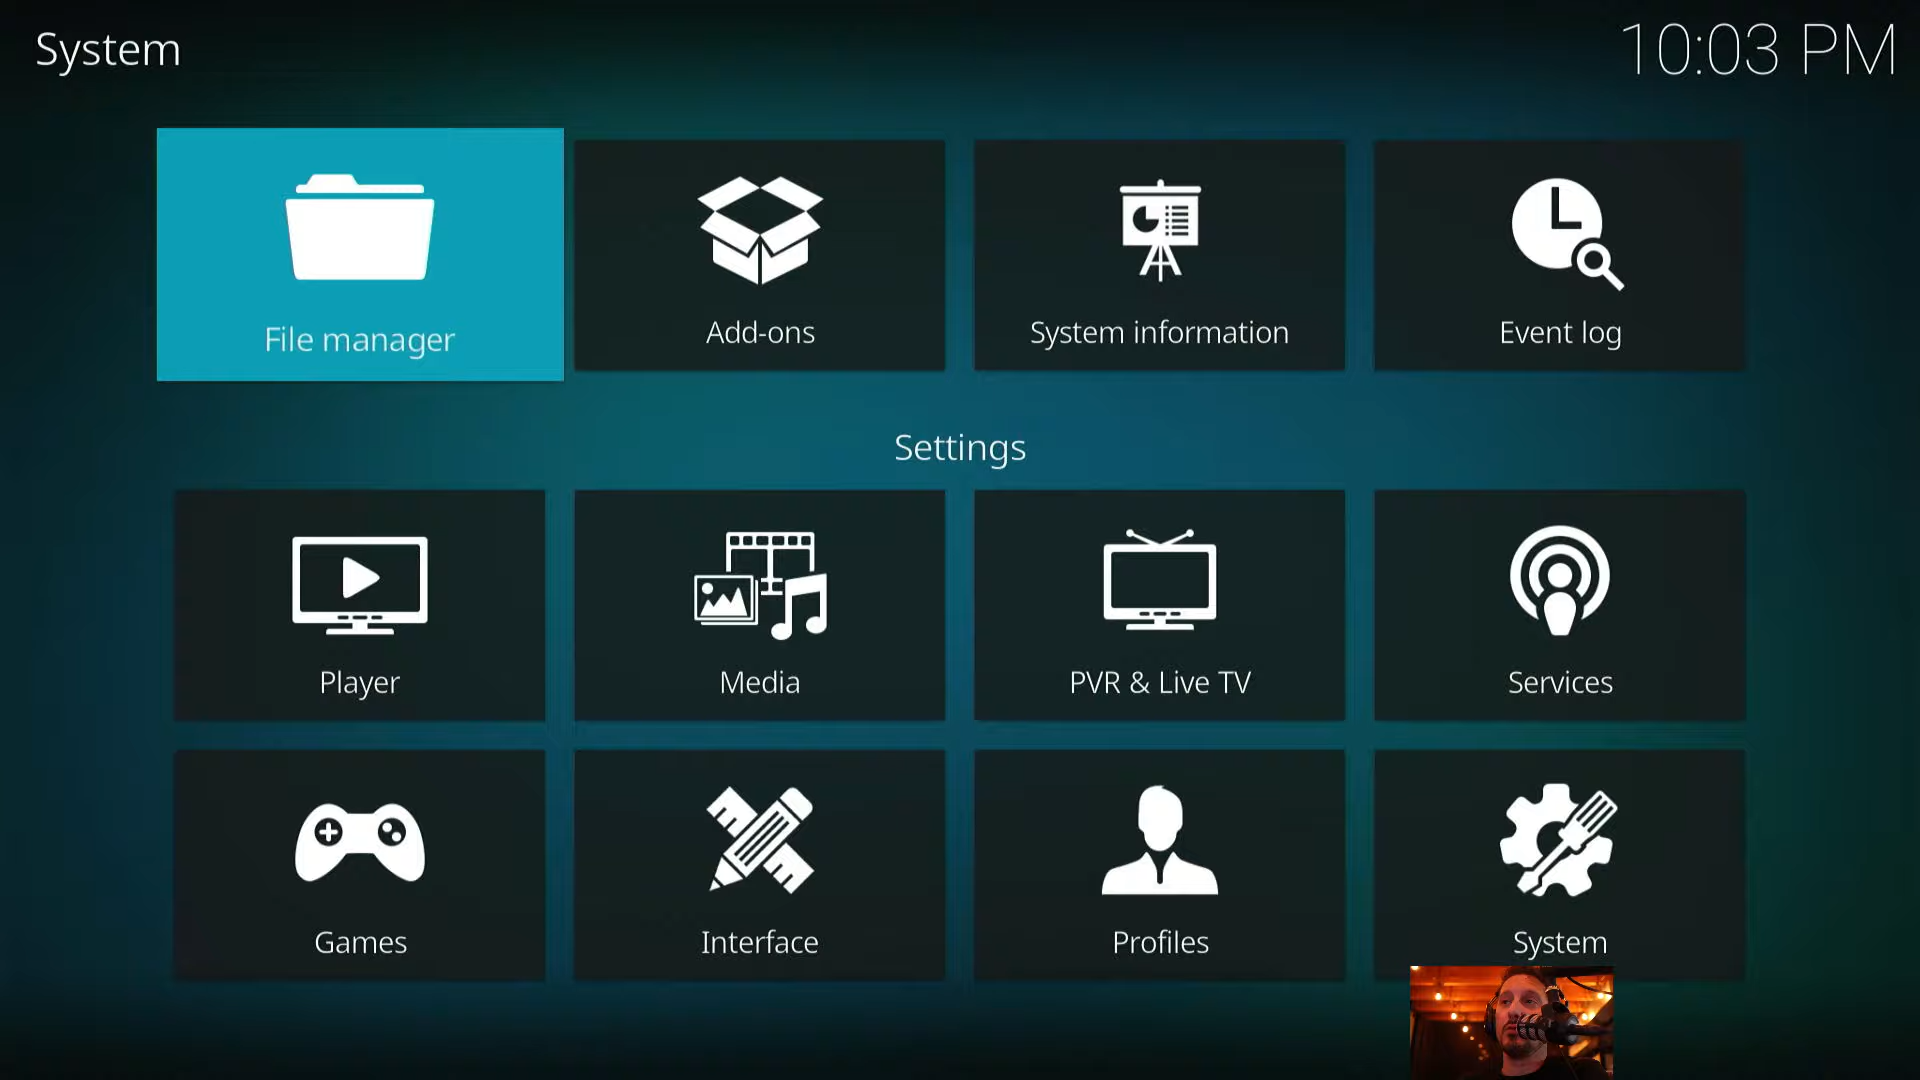 System
10:03 PM
File manager
Add-ons
System information
Event log
Settings
Player
Media
PVR & Live TV
Services
Games
Interface
Profiles
System